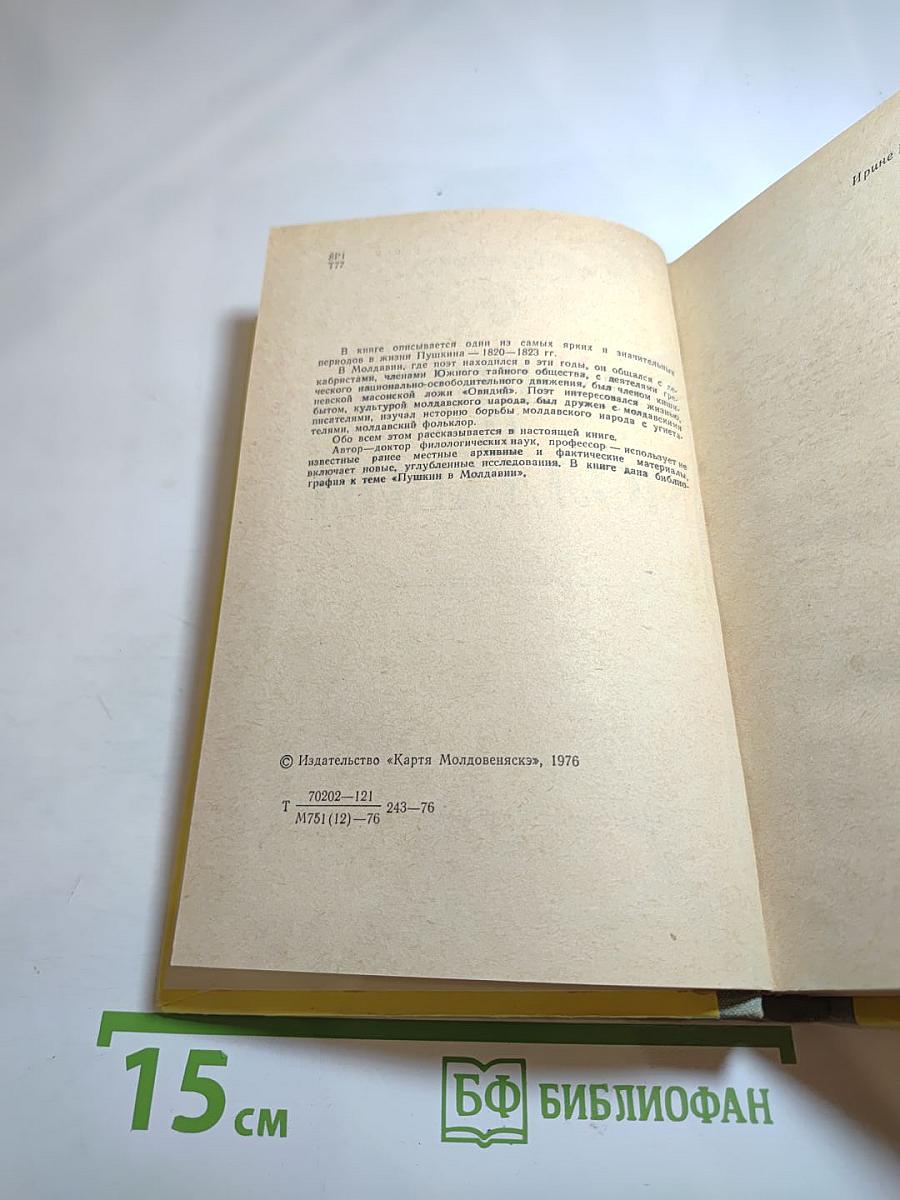 8Р1
Т77
В книге описывается один из самых ярких и значительных
периодов в жизни Пушкина — 1820—1823 гг.
В Молдавии, где поэт находился в эти годы, он общался с де-
кабристами, членами Южного тайного общества, с деятелями гре-
ческого национально-освободительного движения, был членом киши-
невской масонской ложи «Овидий». Поэт интересовался жизнью,
бытом, культурой молдавского народа, был дружен с молдавскими
писателями, изучал историю борьбы молдавского народа с угнета-
телями, молдавский фольклор.
Обо всем этом рассказывается в настоящей книге.
Автор—доктор филологических наук, профессор — использует не
известные ранее местные архивные и фактические материалы,
включает новые, углубленные исследования. В книге дана библио-
графия к теме «Пушкин в Молдавии».
© Издательство «Картя Молдовеняскэ», 1976
Т 70202—121 243—76
М751(12)—76
Ирине
15 см
БФ БИБЛИОФАН